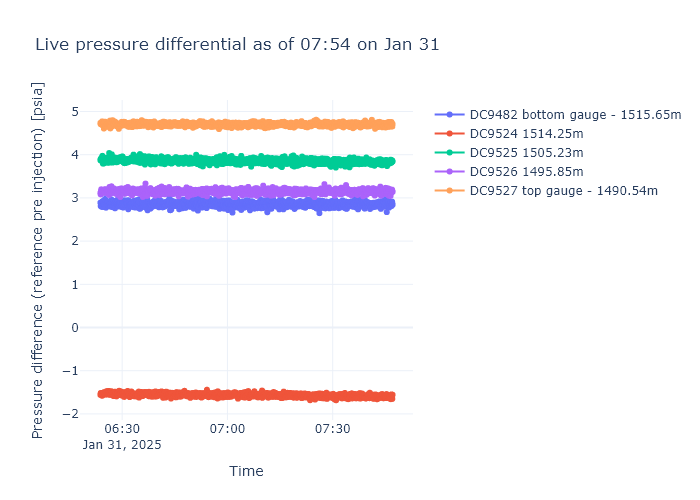 Live pressure differential as of 07:54 on Jan 31
Pressure difference (reference pre injection) [psia]
5
4
3
2
1
0
−1
−2
06:30
07:00
07:30
Jan 31, 2025
Time
DC9482 bottom gauge - 1515.65m
DC9524 1514.25m
DC9525 1505.23m
DC9526 1495.85m
DC9527 top gauge - 1490.54m